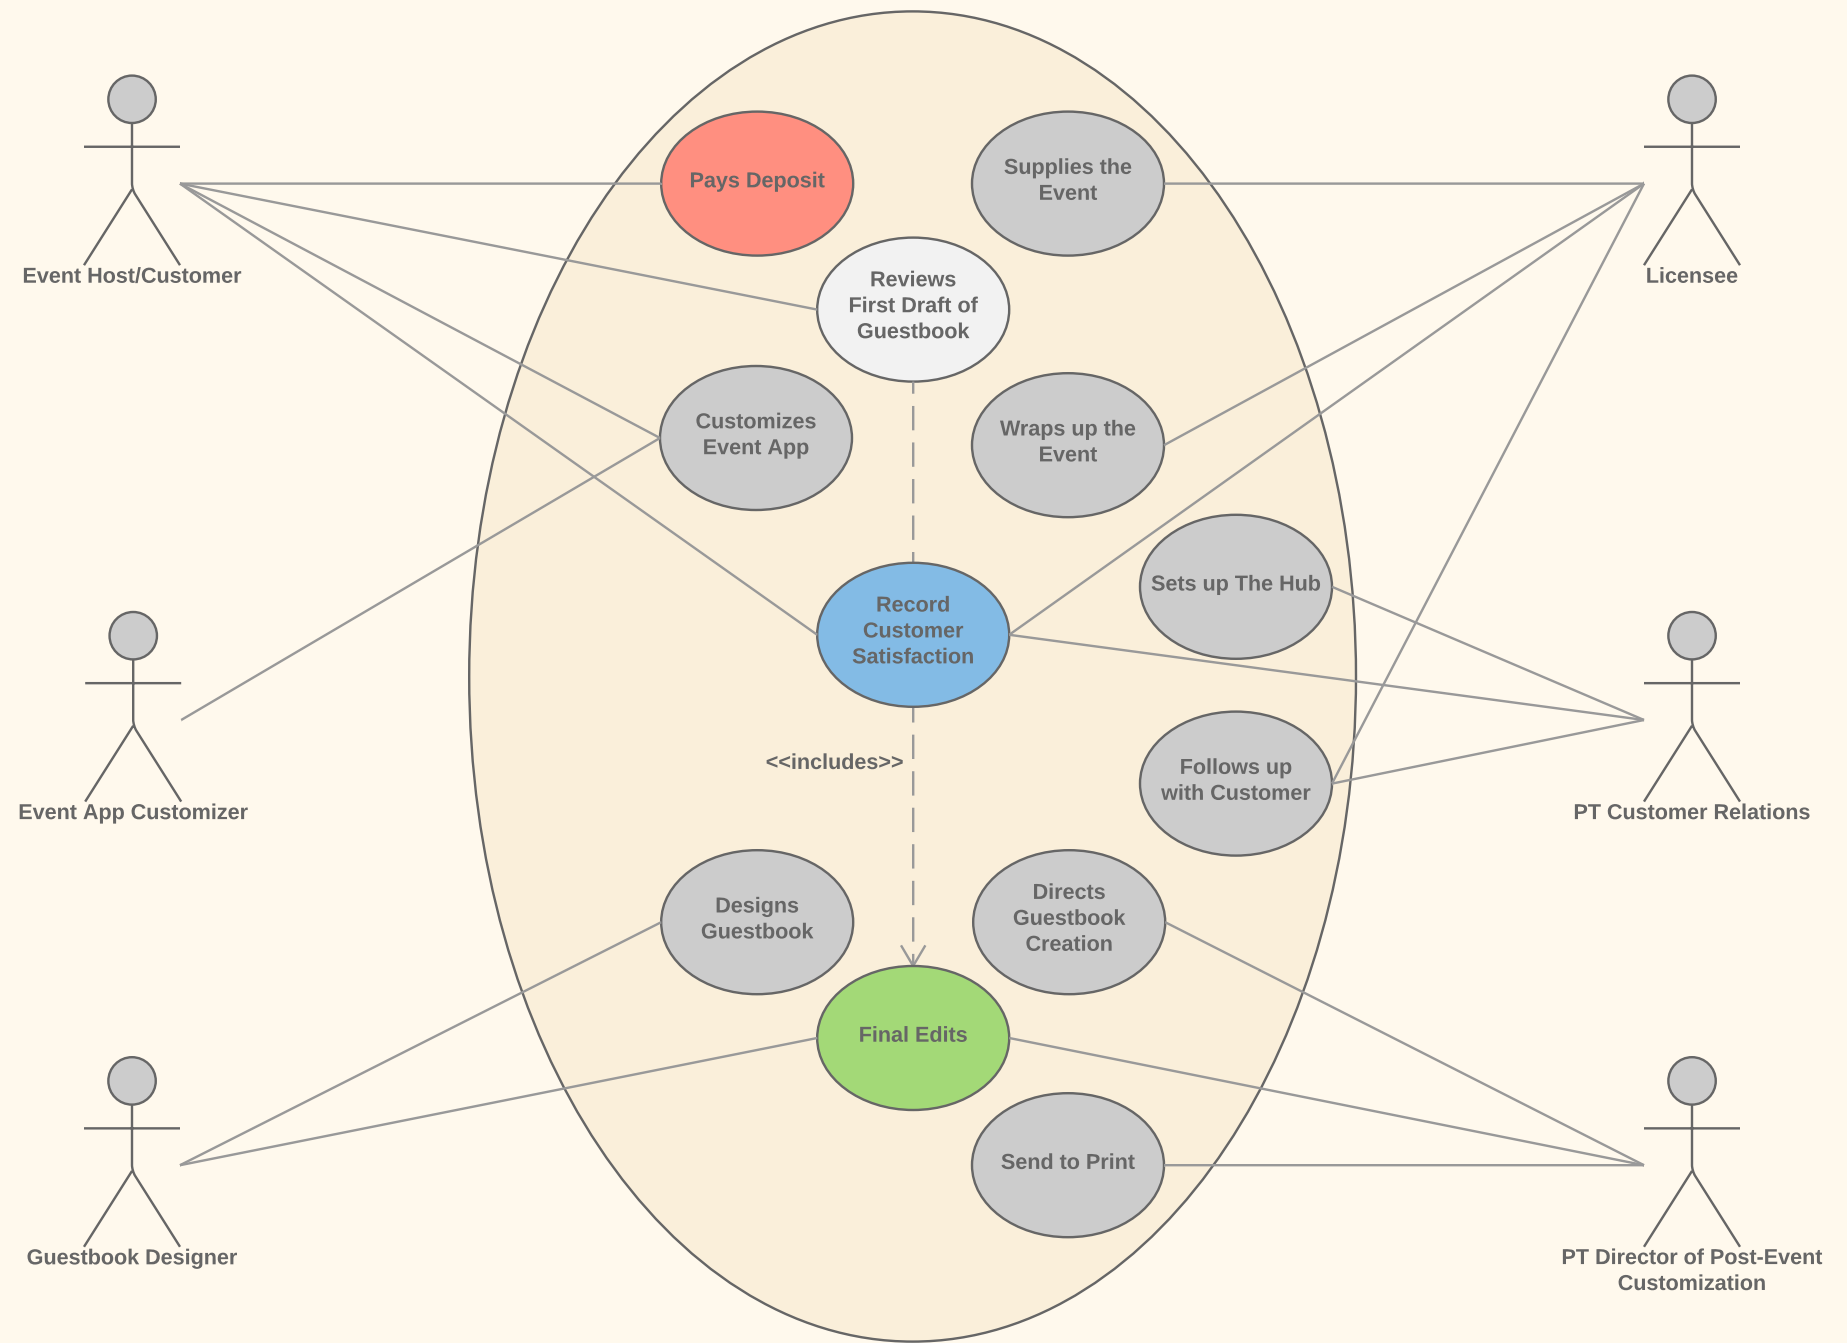 Pays Deposit
Supplies the
Event
Event Host/Customer
Licensee
Reviews
First Draft of
Guestbook
Customizes
Event App
Wraps up the
Event
Sets up The Hub
Record
Customer
Satisfaction
<<includes>>
Follows up
with Customer
Event App Customizer
PT Customer Relations
Designs
Guestbook
Directs
Guestbook
Creation
Final Edits
Send to Print
Guestbook Designer
PT Director of Post-Event
Customization